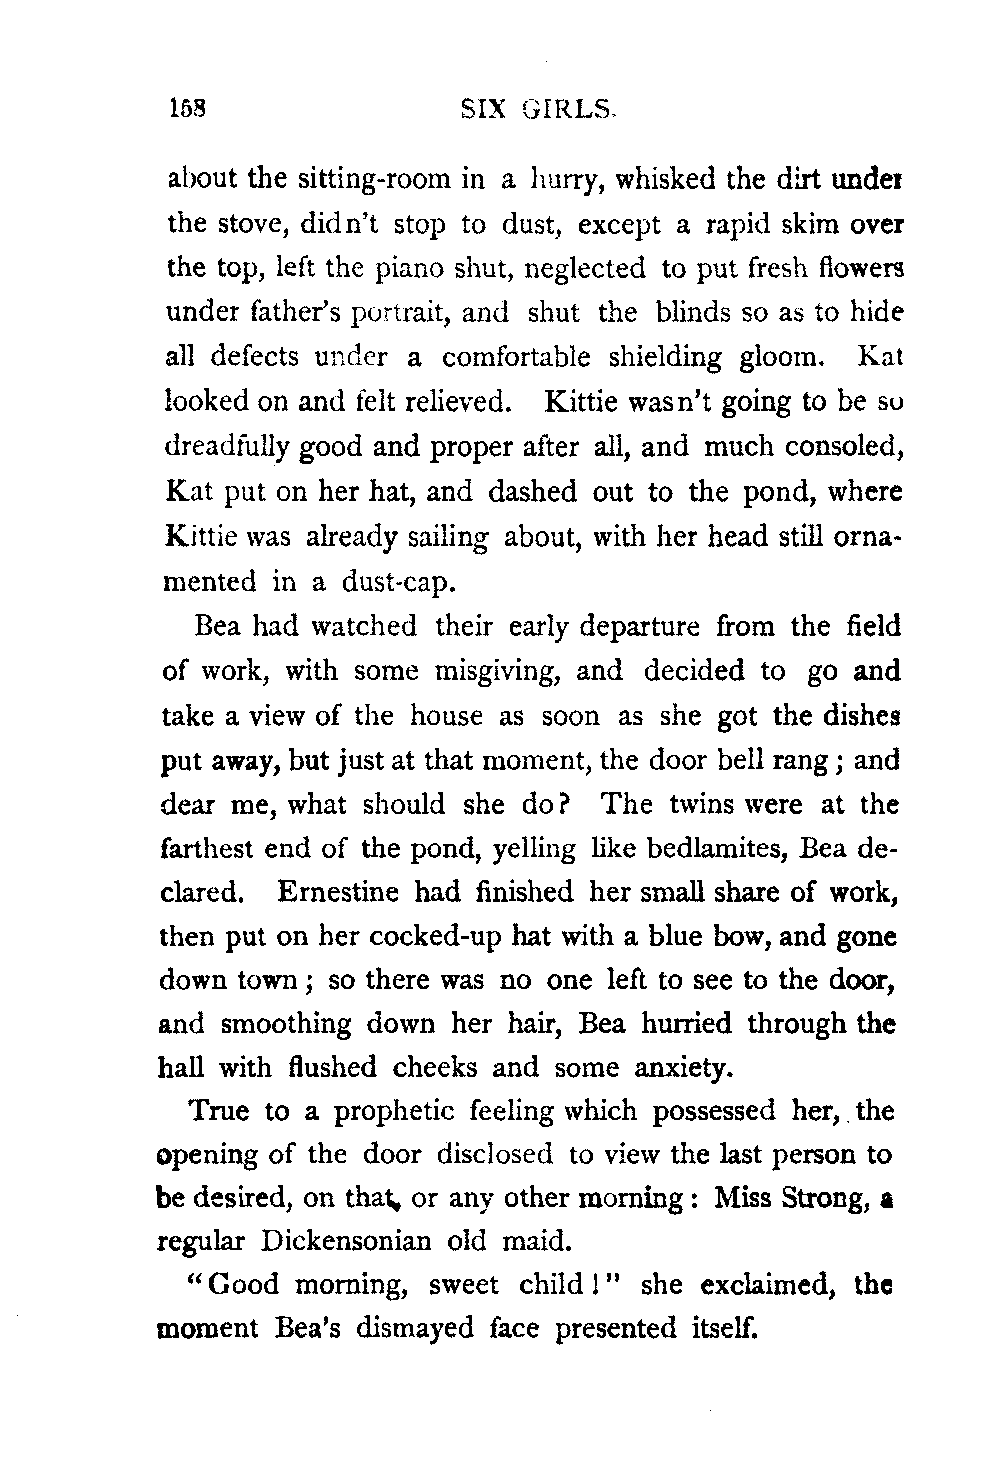 168 SIX GIRLS.
about the sitting-room in a hurry, whisked the dirt under
the stove, didn't stop to dust, except a rapid skim over
the top, left the piano shut, neglected to put fresh flowers
under father's portrait, and shut the blinds so as to hide
all defects under a comfortable shielding gloom. Kat
looked on and felt relieved. Kittie wasn't going to be so
dreadfully good and proper after all, and much consoled,
Kat put on her hat, and dashed out to the pond, where
Kittie was already sailing about, with her head still orna-
mented in a dust-cap.
Bea had watched their early departure from the field
of work, with some misgiving, and decided to go and
take a view of the house as soon as she got the dishes
put away, but just at that moment, the door bell rang; and
dear me, what should she do? The twins were at the
farthest end of the pond, yelling like bedlamites, Bea de-
clared. Ernestine had finished her small share of work,
then put on her cocked-up hat with a blue bow, and gone
down town; so there was no one left to see to the door,
and smoothing down her hair, Bea hurried through the
hall with flushed cheeks and some anxiety.
True to a prophetic feeling which possessed her, the
opening of the door disclosed to view the last person to
be desired, on that, or any other morning: Miss Strong, a
regular Dickensonian old maid.
"Good morning, sweet child!" she exclaimed, the
moment Bea's dismayed face presented itself.